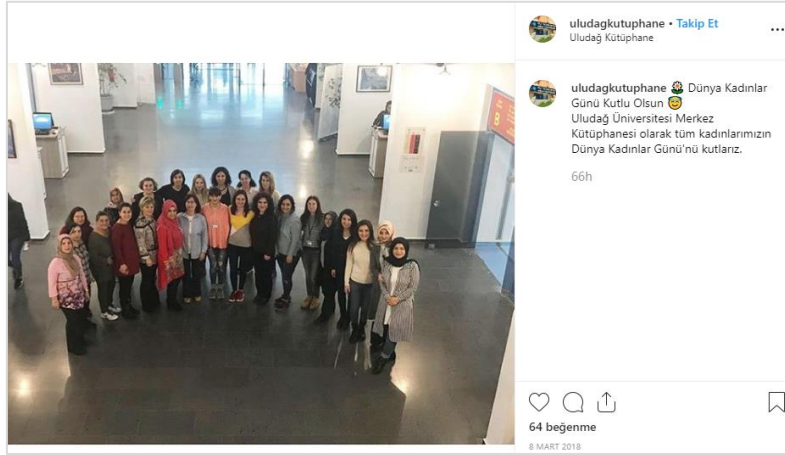 uludagkutuphane • Takip Et
Uludağ Kütüphane
uludagkutuphane 🌷 Dünya Kadınlar
Günü Kutlu Olsun 😇
Uludağ Üniversitesi Merkez
Kütüphanesi olarak tüm kadınlarımızın
Dünya Kadınlar Günü'nü kutlarız.
66h
B
64 beğenme
8 MART 2018